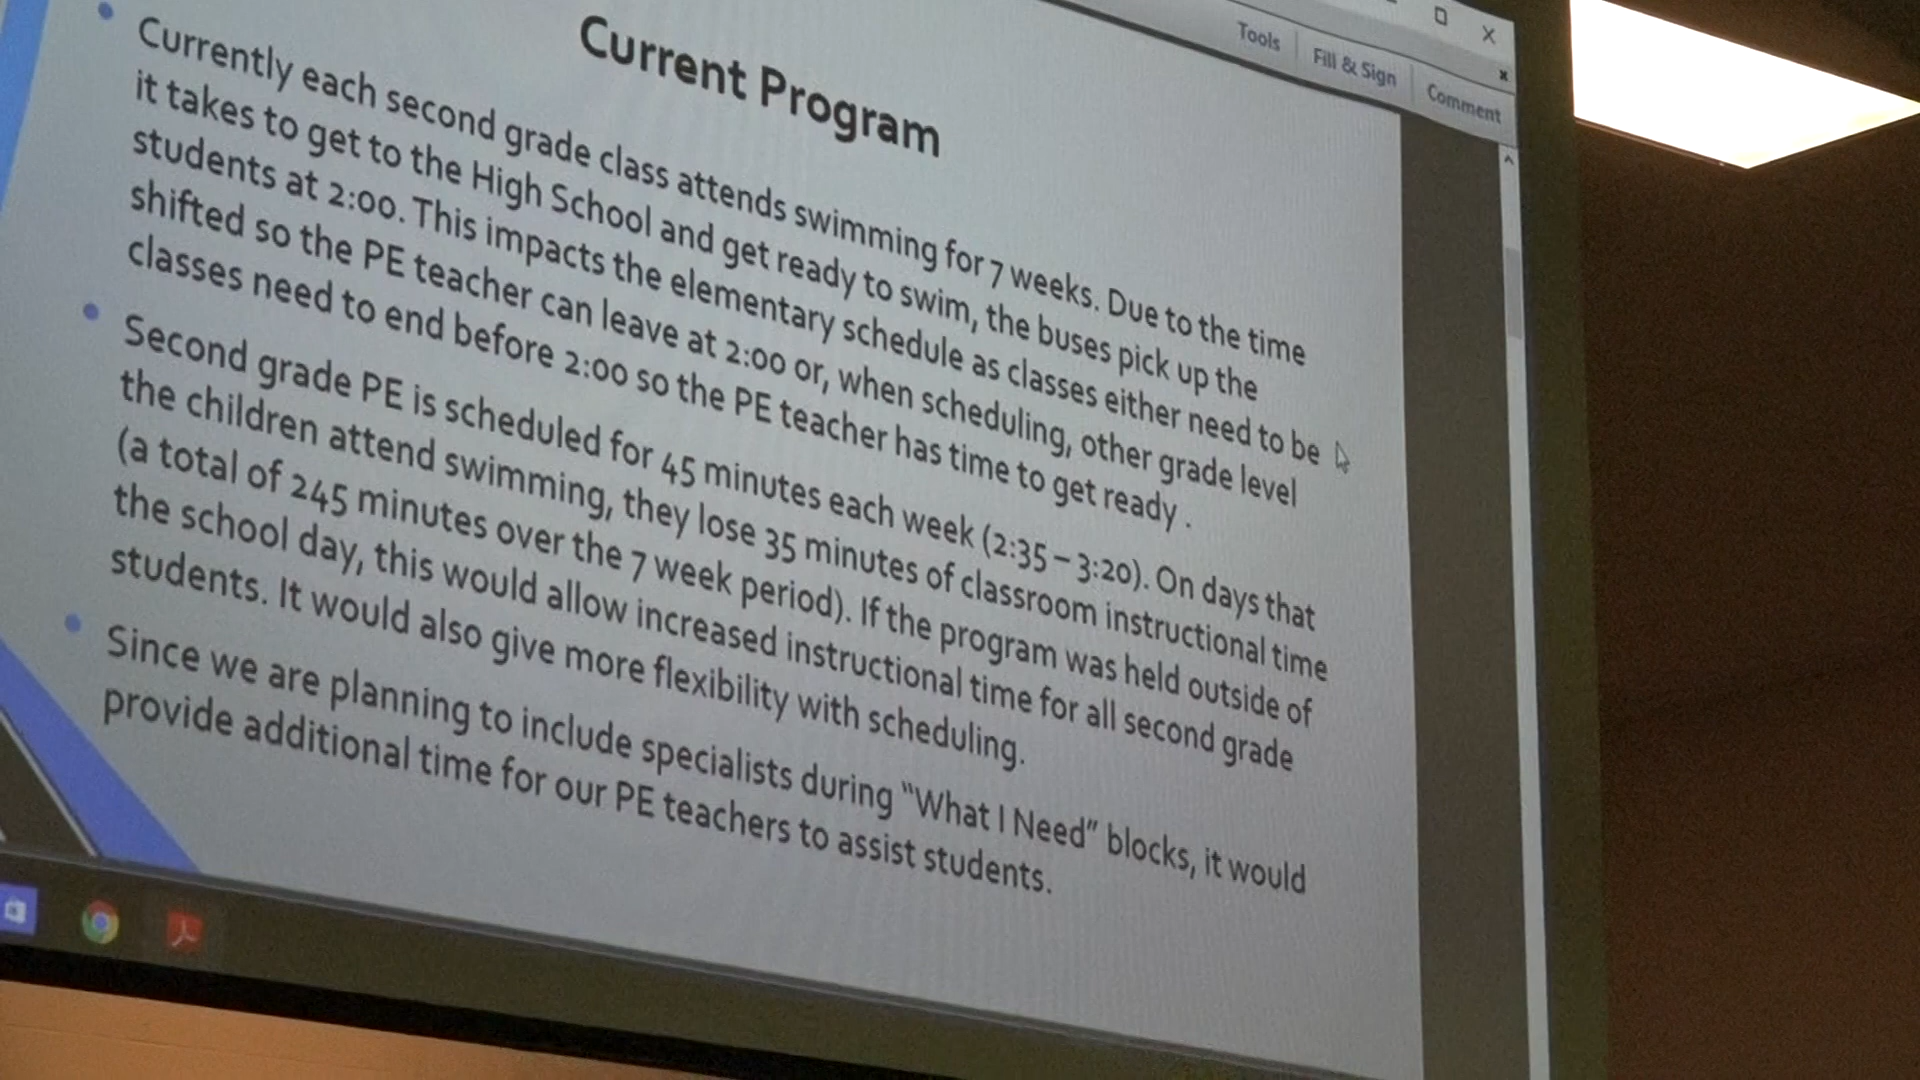 Tools
Fill & Sign
Comment
Current Program
Currently each second grade class attends swimming for 7 weeks. Due to the time
it takes to get to the High School and get ready to swim, the buses pick up the
students at 2:00. This impacts the elementary schedule as classes either need to be
shifted so the PE teacher can leave at 2:00 or, when scheduling, other grade level
classes need to end before 2:00 so the PE teacher has time to get ready .
Second grade PE is scheduled for 45 minutes each week (2:35 – 3:20). On days that
the children attend swimming, they lose 35 minutes of classroom instructional time
(a total of 245 minutes over the 7 week period). If the program was held outside of
the school day, this would allow increased instructional time for all second grade
students. It would also give more flexibility with scheduling.
Since we are planning to include specialists during "What I Need" blocks, it would
provide additional time for our PE teachers to assist students.